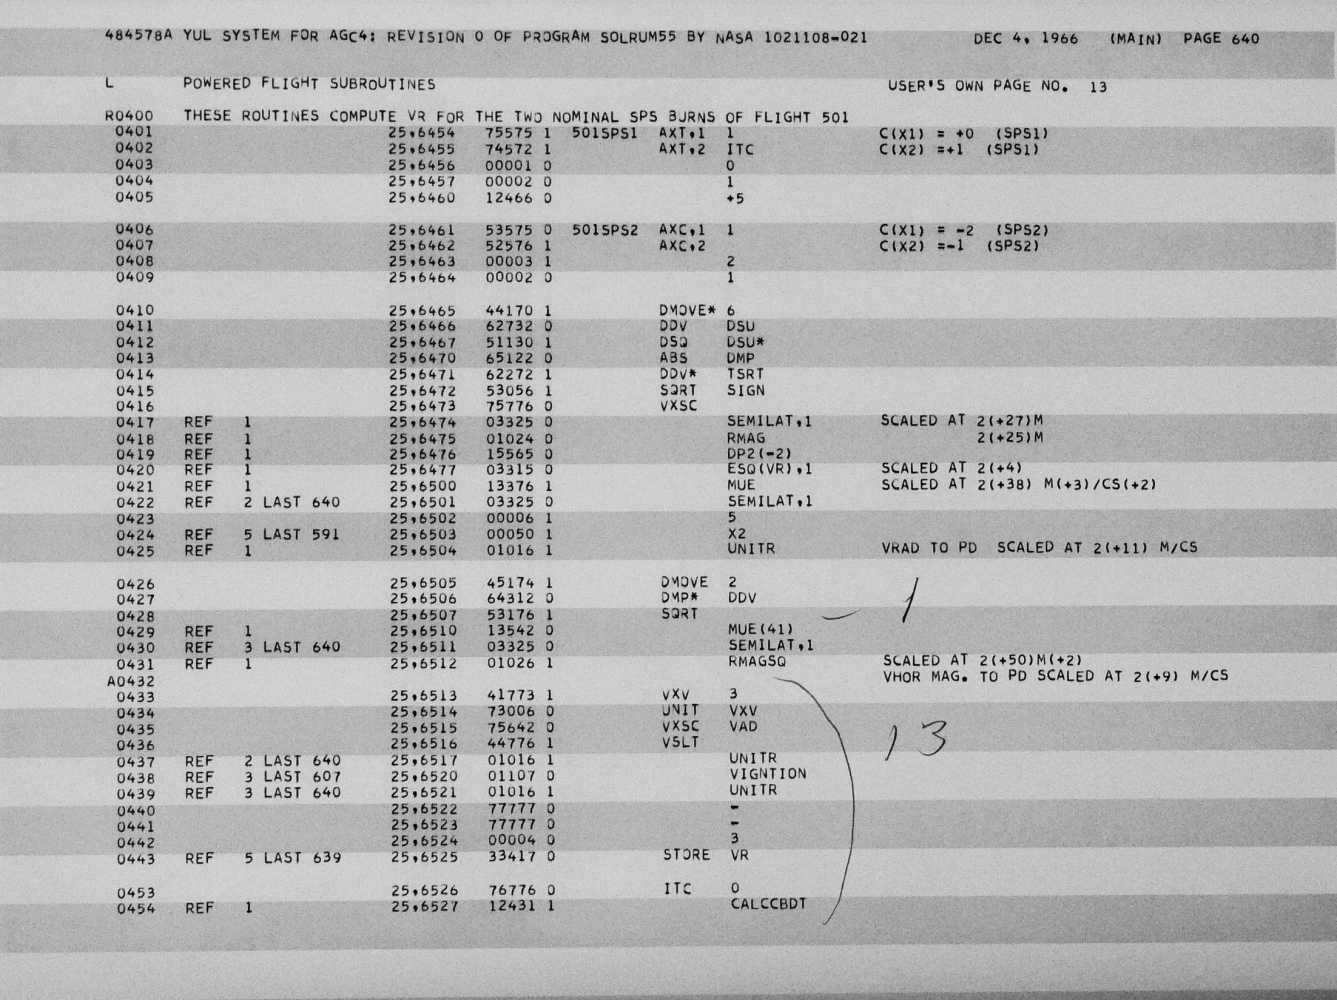 484578A YUL SYSTEM FOR AGC4: REVISION 0 OF PROGRAM SOLRUM55 BY NASA 1021108-021 DEC 4, 1966 (MAIN) PAGE 640
L POWERED FLIGHT SUBROUTINES USER'S OWN PAGE NO. 13
R0400 THESE ROUTINES COMPUTE VR FOR THE TWO NOMINAL SPS BURNS OF FLIGHT 501
0401 25,6454 75575 1 501SPS1 AXT,1 1 C(X1) = +0 (SPS1)
0402 25,6455 74572 1 AXT,2 ITC C(X2) =+1 (SPS1)
0403 25,6456 00001 0 0
0404 25,6457 00002 0 1
0405 25,6460 12466 0 +5
0406 25,6461 53575 0 501SPS2 AXC,1 1 C(X1) = -2 (SPS2)
0407 25,6462 52576 1 AXC,2 C(X2) =-1 (SPS2)
0408 25,6463 00003 1 2
0409 25,6464 00002 0 1
0410 25,6465 44170 1 DMOVE* 6
0411 25,6466 62732 0 DDV DSU
0412 25,6467 51130 1 DSQ DSU*
0413 25,6470 65122 0 ABS DMP
0414 25,6471 62272 1 DDV* TSRT
0415 25,6472 53056 1 SQRT SIGN
0416 25,6473 75776 0 VXSC
0417 REF 1 25,6474 03325 0 SEMILAT,1 SCALED AT 2(+27)M
0418 REF 1 25,6475 01024 0 RMAG 2(+25)M
0419 REF 1 25,6476 15565 0 DP2(-2)
0420 REF 1 25,6477 03315 0 ESQ(VR),1 SCALED AT 2(+4)
0421 REF 1 25,6500 13376 1 MUE SCALED AT 2(+38) M(+3)/CS(+2)
0422 REF 2 LAST 640 25,6501 03325 0 SEMILAT,1
0423 25,6502 00006 1 5
0424 REF 5 LAST 591 25,6503 00050 1 X2
0425 REF 1 25,6504 01016 1 UNITR VRAD TO PD SCALED AT 2(+11) M/CS
0426 25,6505 45174 1 DMOVE 2
0427 25,6506 64312 0 DMP* DDV
0428 25,6507 53176 1 SQRT
0429 REF 1 25,6510 13542 0 MUE(41)
0430 REF 3 LAST 640 25,6511 03325 0 SEMILAT,1
0431 REF 1 25,6512 01026 1 RMAGSQ SCALED AT 2(+50)M(+2)
A0432 VHOR MAG. TO PD SCALED AT 2(+9) M/CS
0433 25,6513 41773 1 VXV 3
0434 25,6514 73006 0 UNIT VXV
0435 25,6515 75642 0 VXSC VAD
0436 25,6516 44776 1 VSLT
0437 REF 2 LAST 640 25,6517 01016 1 UNITR
0438 REF 3 LAST 607 25,6520 01107 0 VIGNTION
0439 REF 3 LAST 640 25,6521 01016 1 UNITR
0440 25,6522 77777 0 -
0441 25,6523 77777 0 -
0442 25,6524 00004 0 3
0443 REF 5 LAST 639 25,6525 33417 0 STORE VR
0453 25,6526 76776 0 ITC 0
0454 REF 1 25,6527 12431 1 CALCCBDT
1
13